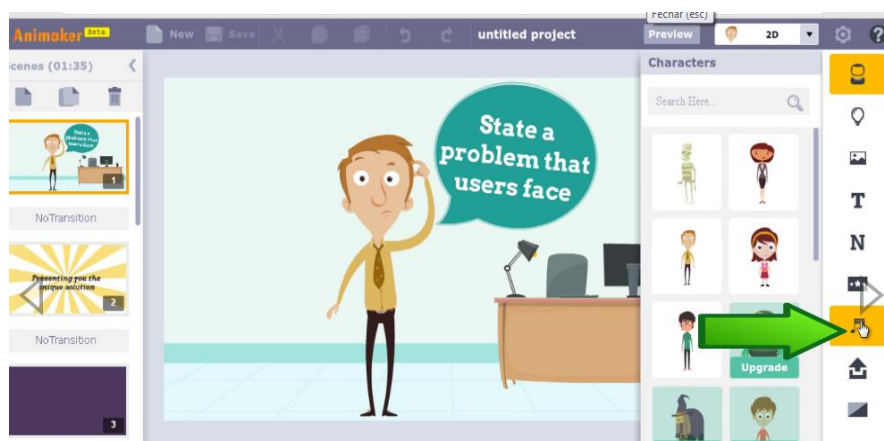 Fechar (esc)
Animaker Beta
New
Save
untitled project
Preview
2D
?
Scenes (01:35)
State a
problem that
users face
1
NoTransition
Presenting you the
unique solution
2
NoTransition
3
Characters
Search Here...
Upgrade
T
N